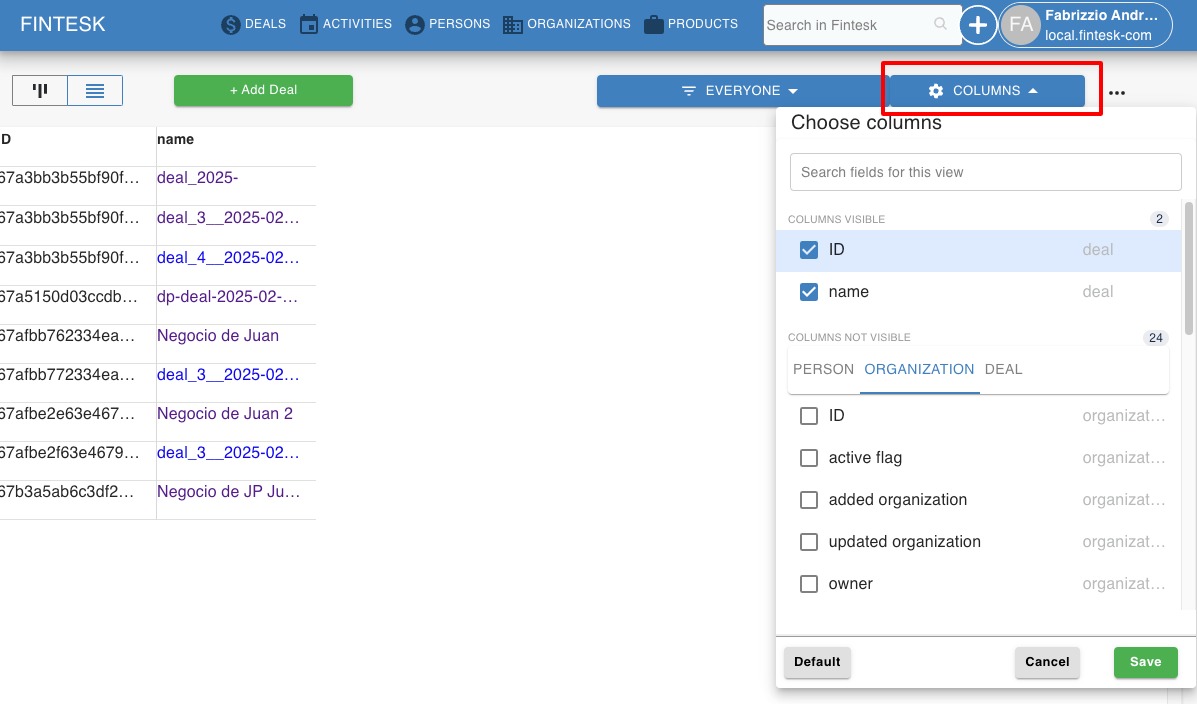 FINTESK
DEALS
ACTIVITIES
PERSONS
ORGANIZATIONS
PRODUCTS
Search in Fintesk
FA
Fabrizzio Andr...
local.fintesk-com
+ Add Deal
EVERYONE
COLUMNS
ID name
67a3bb3b55bf90f... deal_2025-
67a3bb3b55bf90f... deal_3__2025-02...
67a3bb3b55bf90f... deal_4__2025-02...
67a5150d03ccdb... dp-deal-2025-02-...
67afbb762334ea... Negocio de Juan
67afbb772334ea... deal_3__2025-02...
67afbe2e63e467... Negocio de Juan 2
67afbe2f63e4679... deal_3__2025-02...
67b3a5ab6c3df2... Negocio de JP Ju...
Choose columns
Search fields for this view
COLUMNS VISIBLE 2
ID deal
name deal
COLUMNS NOT VISIBLE 24
PERSON ORGANIZATION DEAL
ID organizat...
active flag organizat...
added organization organizat...
updated organization organizat...
owner organizat...
Default
Cancel
Save